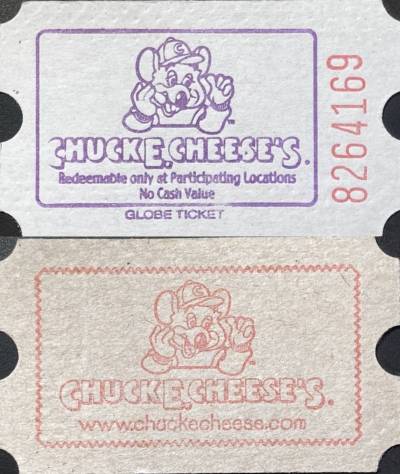 CHUCK E. CHEESE'S.
Redeemable only at Participating Locations
No Cash Value
GLOBE TICKET
8264169
CHUCK E. CHEESE'S.
www.chuckecheese.com